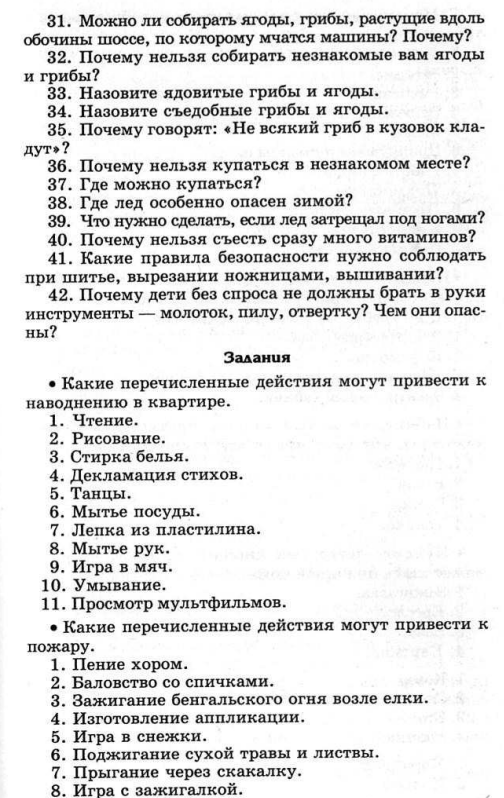 31. Можно ли собирать ягоды, грибы, растущие вдоль
обочины шоссе, по которому мчатся машины? Почему?
32. Почему нельзя собирать незнакомые вам ягоды
и грибы?
33. Назовите ядовитые грибы и ягоды.
34. Назовите съедобные грибы и ягоды.
35. Почему говорят: «Не всякий гриб в кузовок кла-
дут»?
36. Почему нельзя купаться в незнакомом месте?
37. Где можно купаться?
38. Где лед особенно опасен зимой?
39. Что нужно сделать, если лед затрещал под ногами?
40. Почему нельзя съесть сразу много витаминов?
41. Какие правила безопасности нужно соблюдать
при шитье, вырезании ножницами, вышивании?
42. Почему дети без спроса не должны брать в руки
инструменты — молоток, пилу, отвертку? Чем они опас-
ны?
Задания
• Какие перечисленные действия могут привести к
наводнению в квартире.
1. Чтение.
2. Рисование.
3. Стирка белья.
4. Декламация стихов.
5. Танцы.
6. Мытье посуды.
7. Лепка из пластилина.
8. Мытье рук.
9. Игра в мяч.
10. Умывание.
11. Просмотр мультфильмов.
• Какие перечисленные действия могут привести к
пожару.
1. Пение хором.
2. Баловство со спичками.
3. Зажигание бенгальского огня возле елки.
4. Изготовление аппликации.
5. Игра в снежки.
6. Поджигание сухой травы и листвы.
7. Прыгание через скакалку.
8. Игра с зажигалкой.